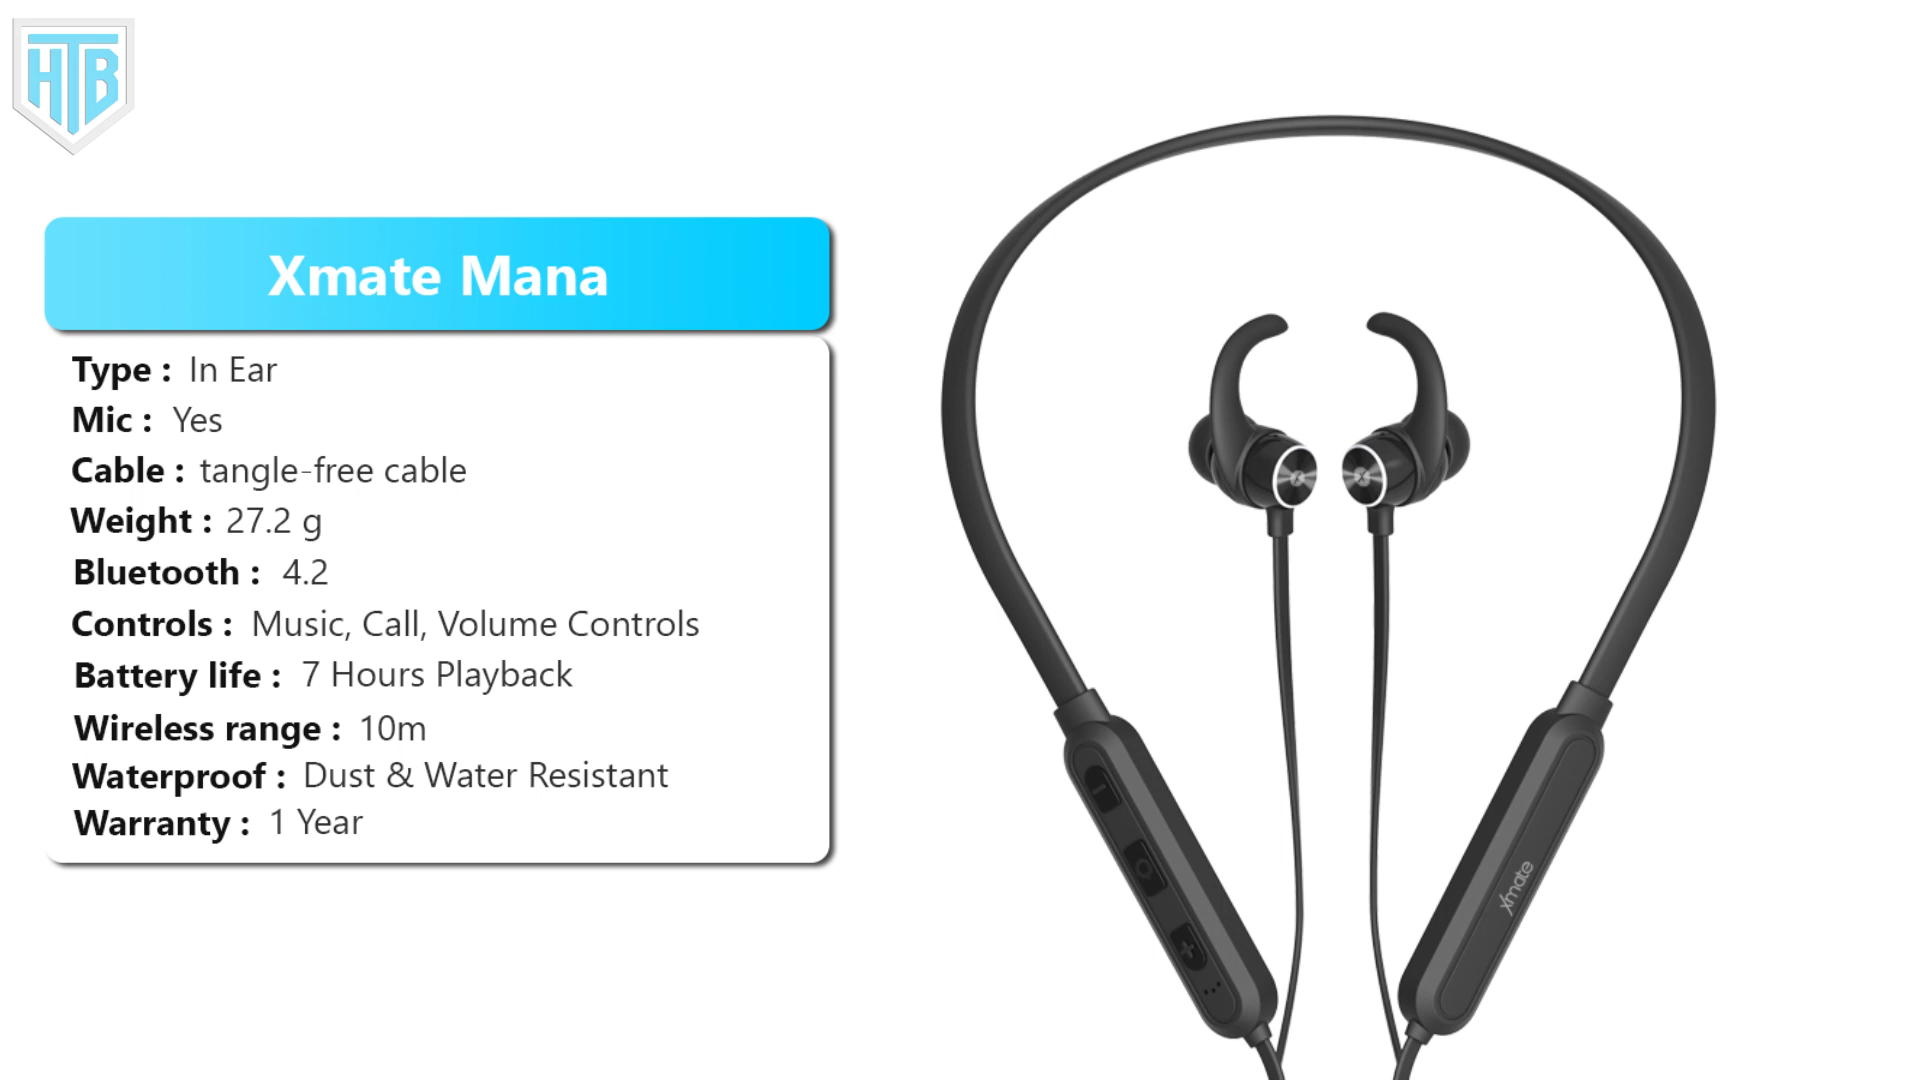 HTB
Xmate Mana
Type : In Ear
Mic : Yes
Cable : tangle-free cable
Weight : 27.2 g
Bluetooth : 4.2
Controls : Music, Call, Volume Controls
Battery life : 7 Hours Playback
Wireless range : 10m
Waterproof : Dust & Water Resistant
Warranty : 1 Year
Xmate